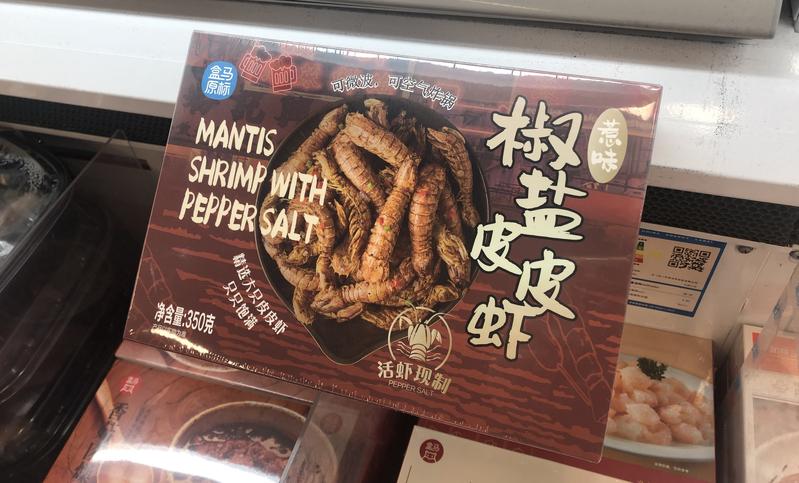 盒马
原标
可微波，可空气炸锅
MANTIS
SHRIMP WITH
PEPPER SALT
椒盐皮皮虾
惹味
精选大只皮皮虾
只只饱满
净含量:350克
活虾现制
PEPPER SALT
盒马